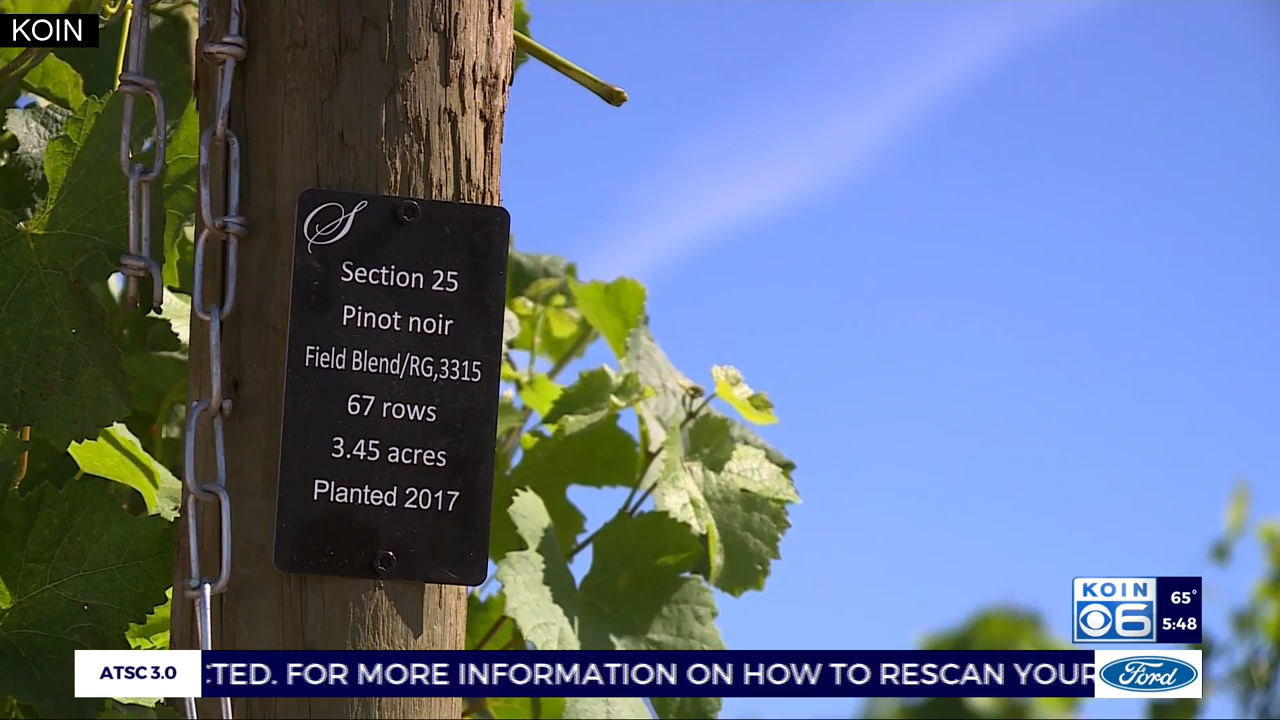 KOIN
S
Section 25
Pinot noir
Field Blend/RG,3315
67 rows
3.45 acres
Planted 2017
KOIN
6
65°
5:48
ATSC 3.0
CTED. FOR MORE INFORMATION ON HOW TO RESCAN YOUR
Ford